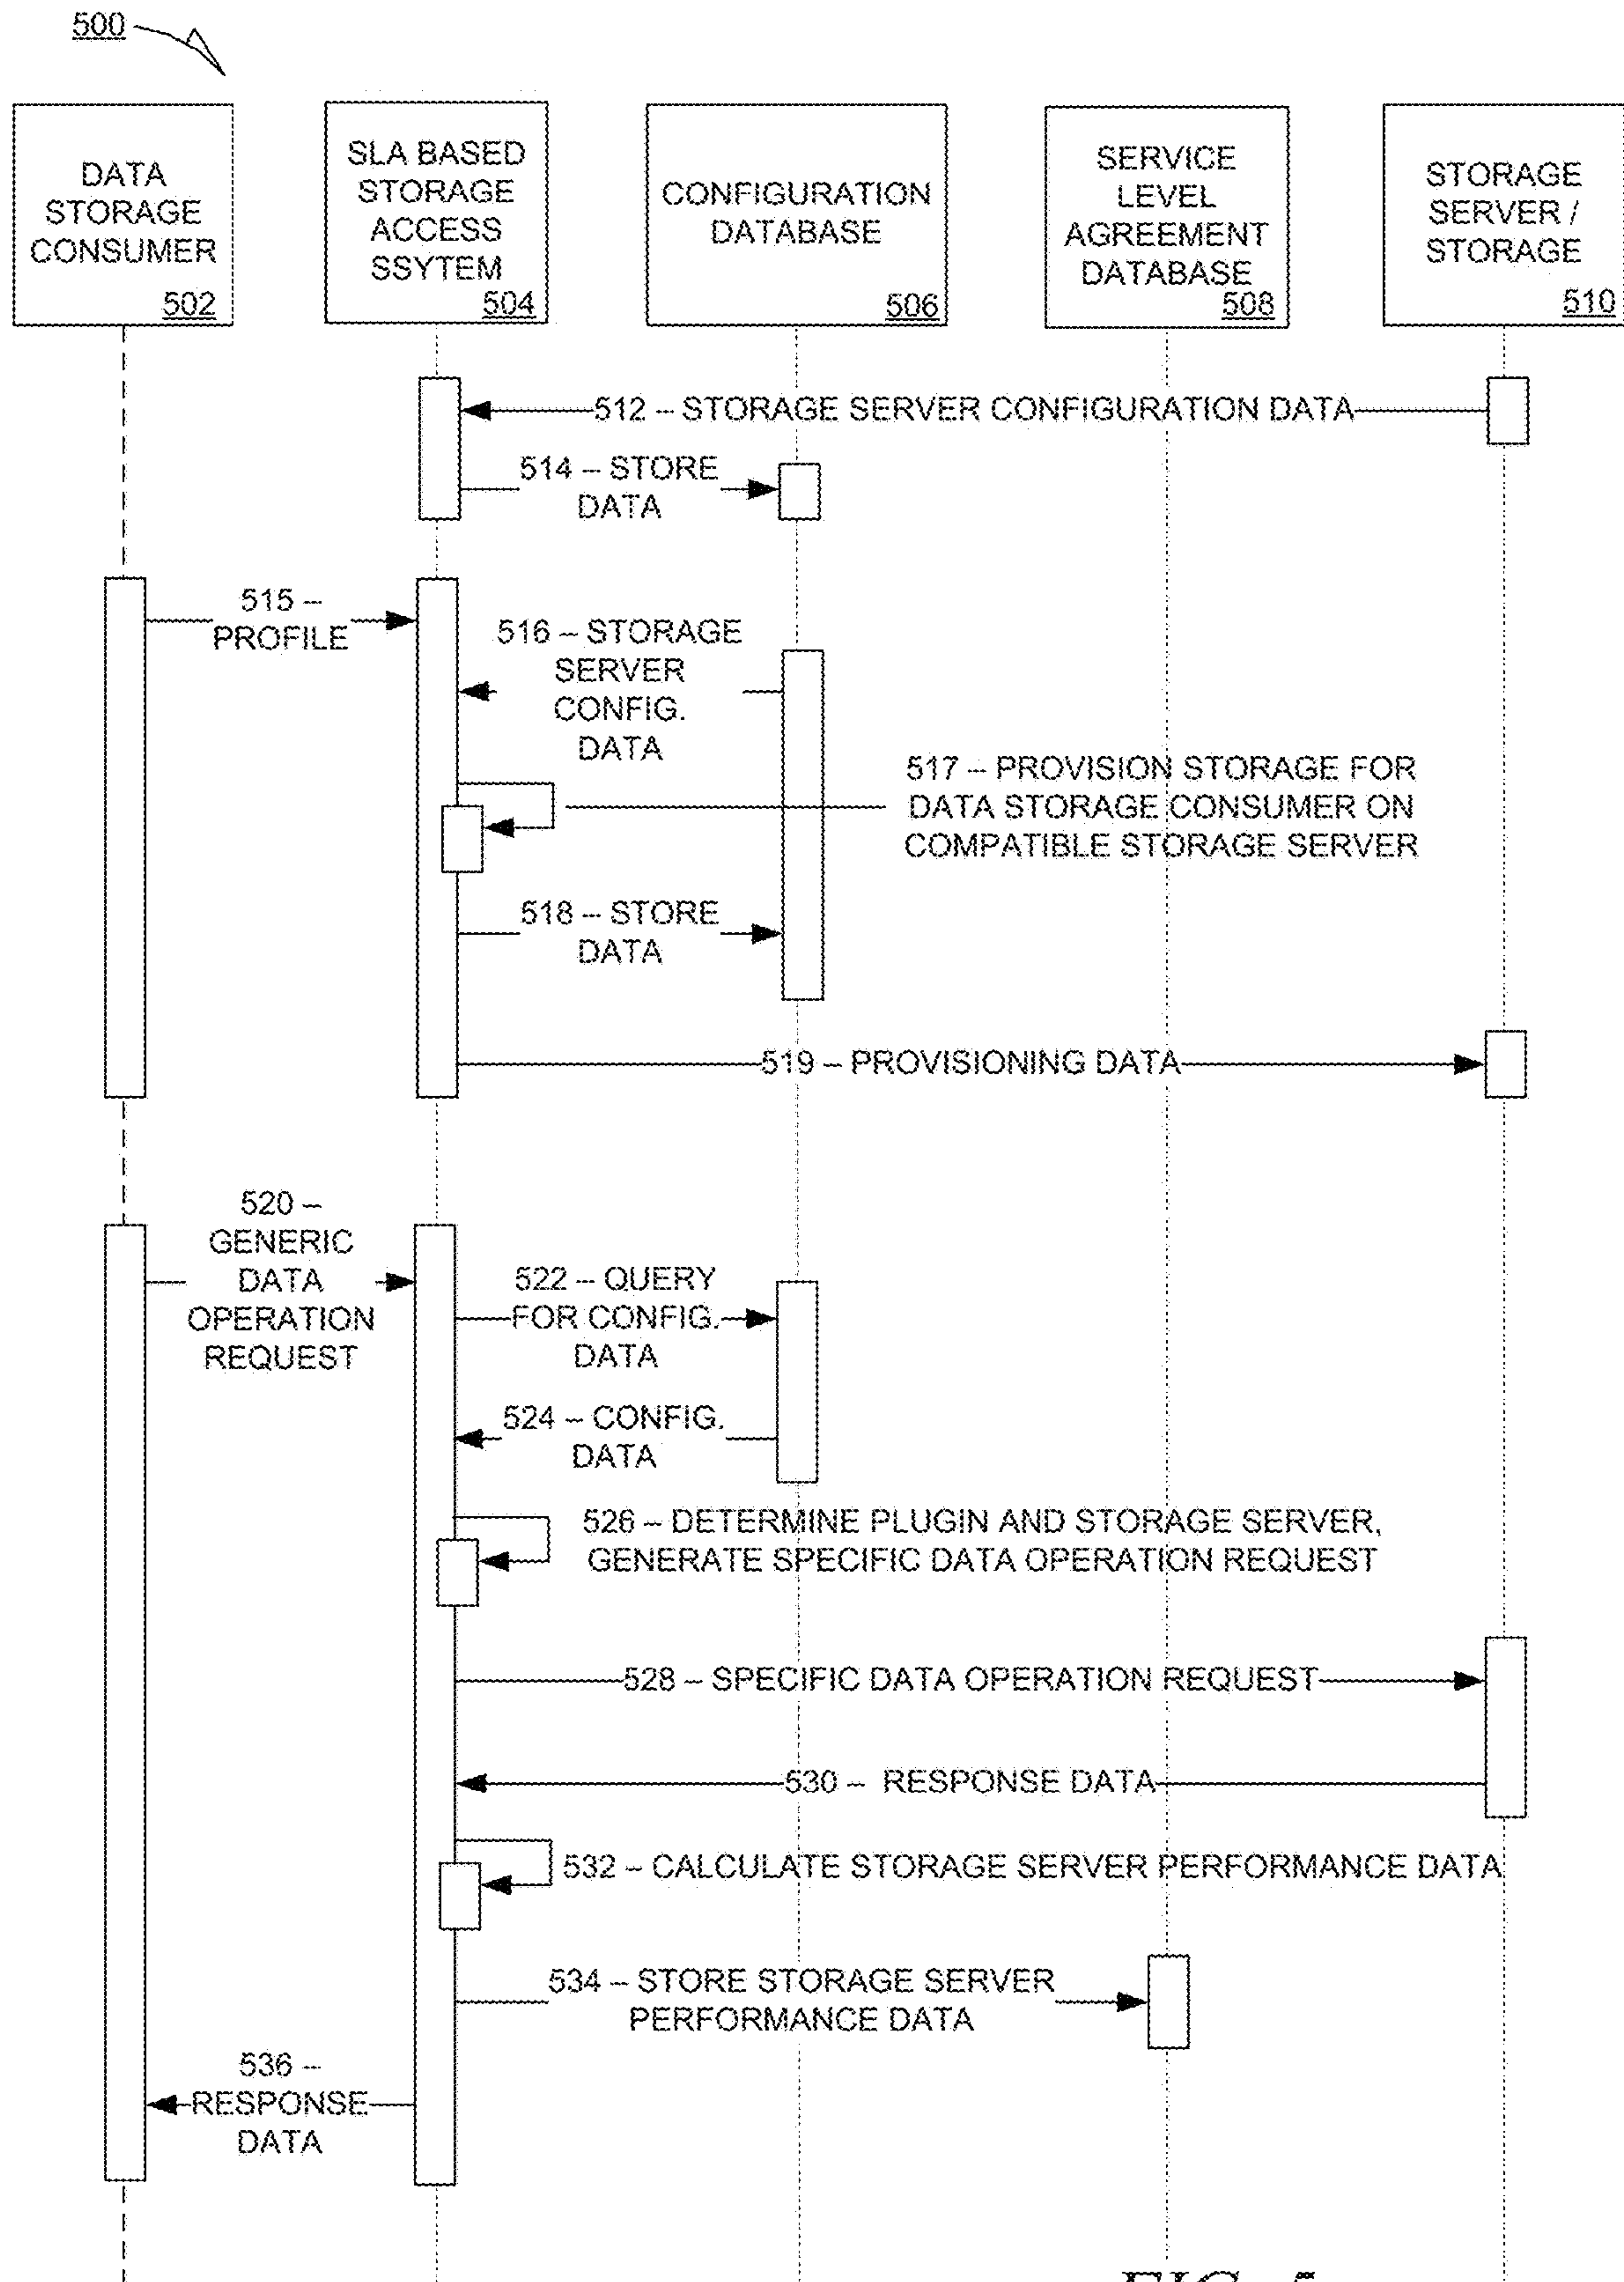 500
DATA
STORAGE
CONSUMER
502
SLA BASED
STORAGE
ACCESS
SSYTEM
504
CONFIGURATION
DATABASE
506
SERVICE
LEVEL
AGREEMENT
DATABASE
508
STORAGE
SERVER /
STORAGE
510
512 – STORAGE SERVER CONFIGURATION DATA
514 – STORE
DATA
515 –
PROFILE
516 – STORAGE
SERVER
CONFIG.
DATA
517 – PROVISION STORAGE FOR
DATA STORAGE CONSUMER ON
COMPATIBLE STORAGE SERVER
518 – STORE
DATA
519 – PROVISIONING DATA
520 –
GENERIC
DATA
OPERATION
REQUEST
522 – QUERY
FOR CONFIG.
DATA
524 – CONFIG.
DATA
526 – DETERMINE PLUGIN AND STORAGE SERVER,
GENERATE SPECIFIC DATA OPERATION REQUEST
528 – SPECIFIC DATA OPERATION REQUEST
530 – RESPONSE DATA
532 – CALCULATE STORAGE SERVER PERFORMANCE DATA
534 – STORE STORAGE SERVER
PERFORMANCE DATA
536 –
RESPONSE
DATA
FIG. 5